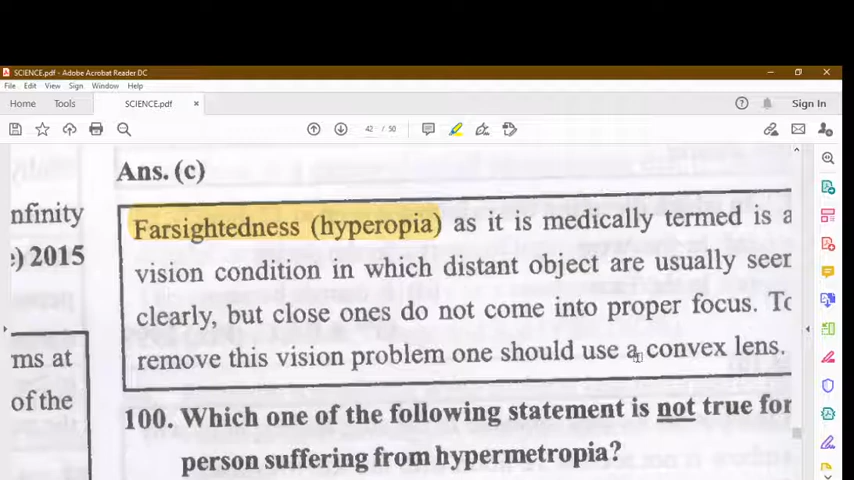 SCIENCE.pdf - Adobe Acrobat Reader DC
File Edit View Sign Window Help
Home Tools SCIENCE.pdf × Sign In
42 / 50
Ans. (c)
nfinity
Farsightedness (hyperopia) as it is medically termed is a
) 2015
vision condition in which distant object are usually seen
clearly, but close ones do not come into proper focus. To
ms at
remove this vision problem one should use a convex lens.
of the
100. Which one of the following statement is not true for
person suffering from hypermetropia?